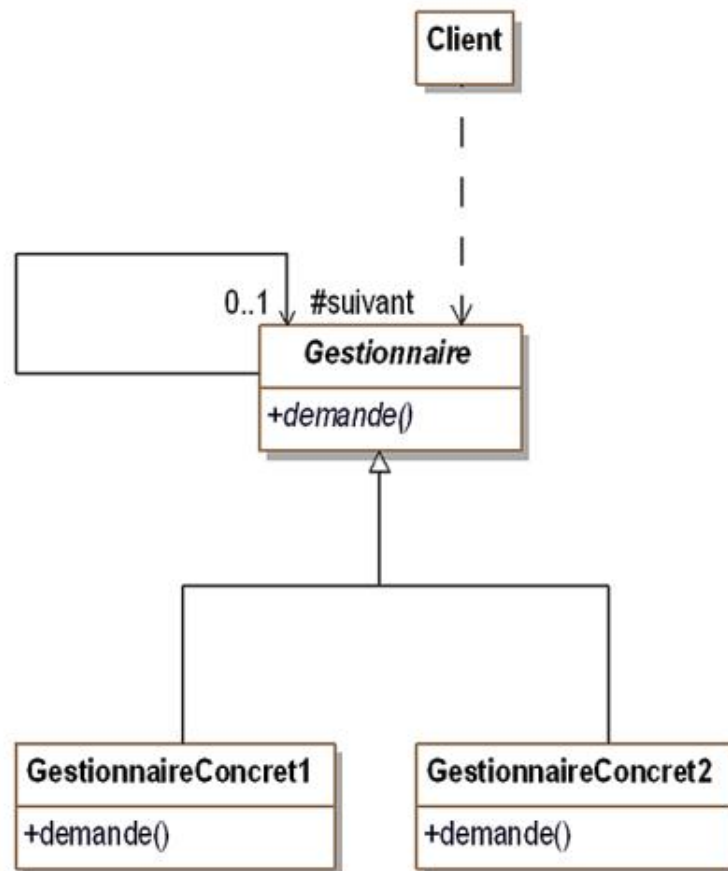 Client
0..1 #suivant
Gestionnaire
+demande()
GestionnaireConcret1
+demande()
GestionnaireConcret2
+demande()